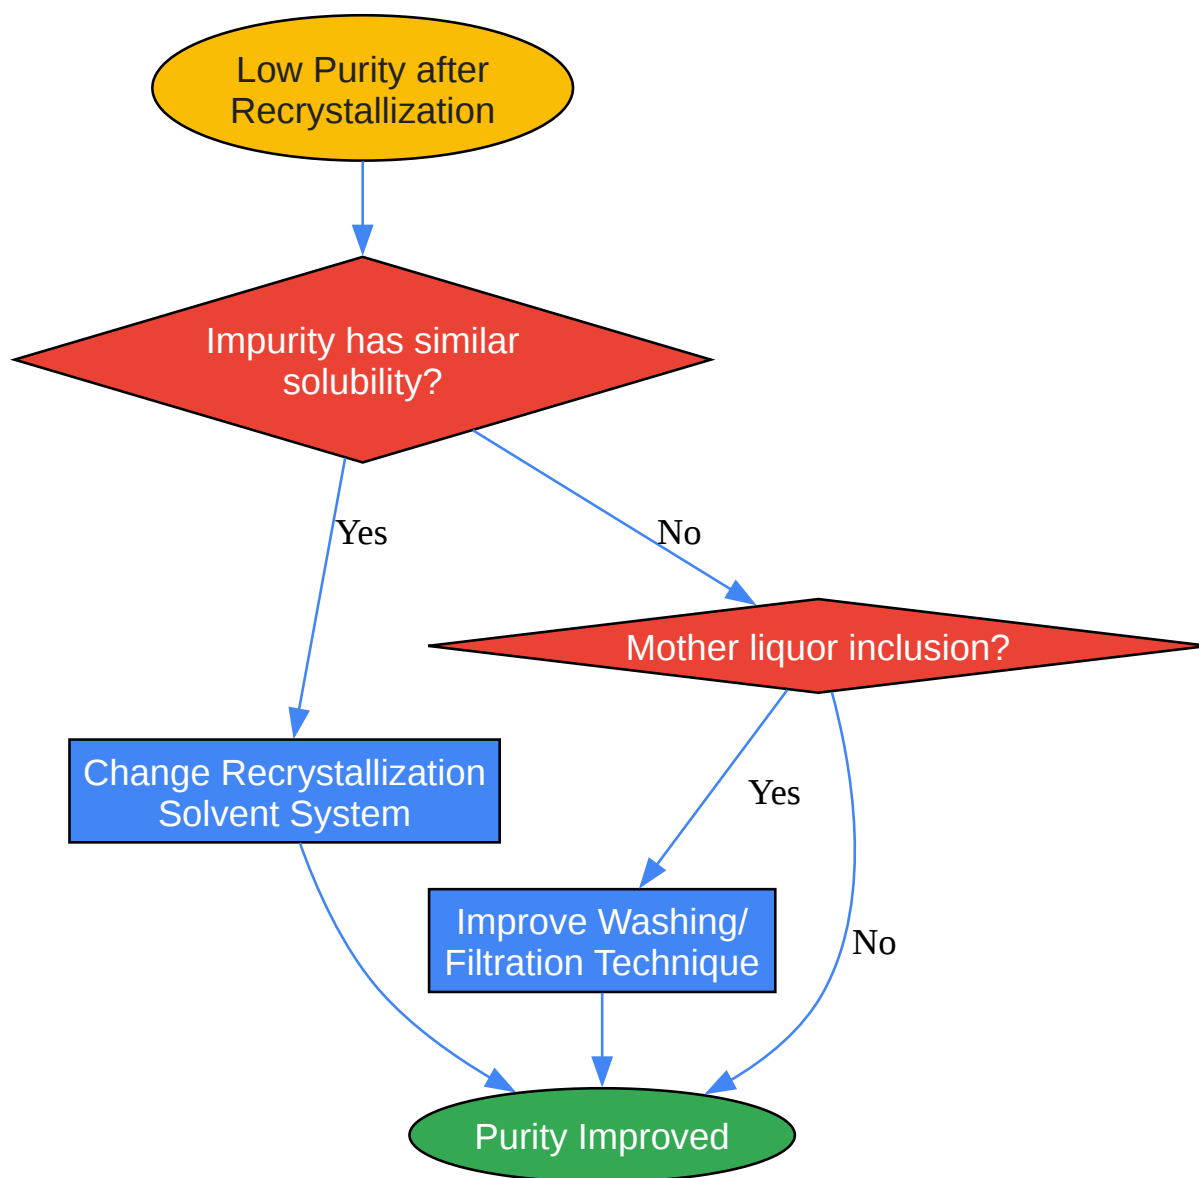 Low Purity after
Recrystallization
Impurity has similar
solubility?
Yes
No
Mother liquor inclusion?
Change Recrystallization
Solvent System
Yes
Improve Washing/
Filtration Technique
No
Purity Improved